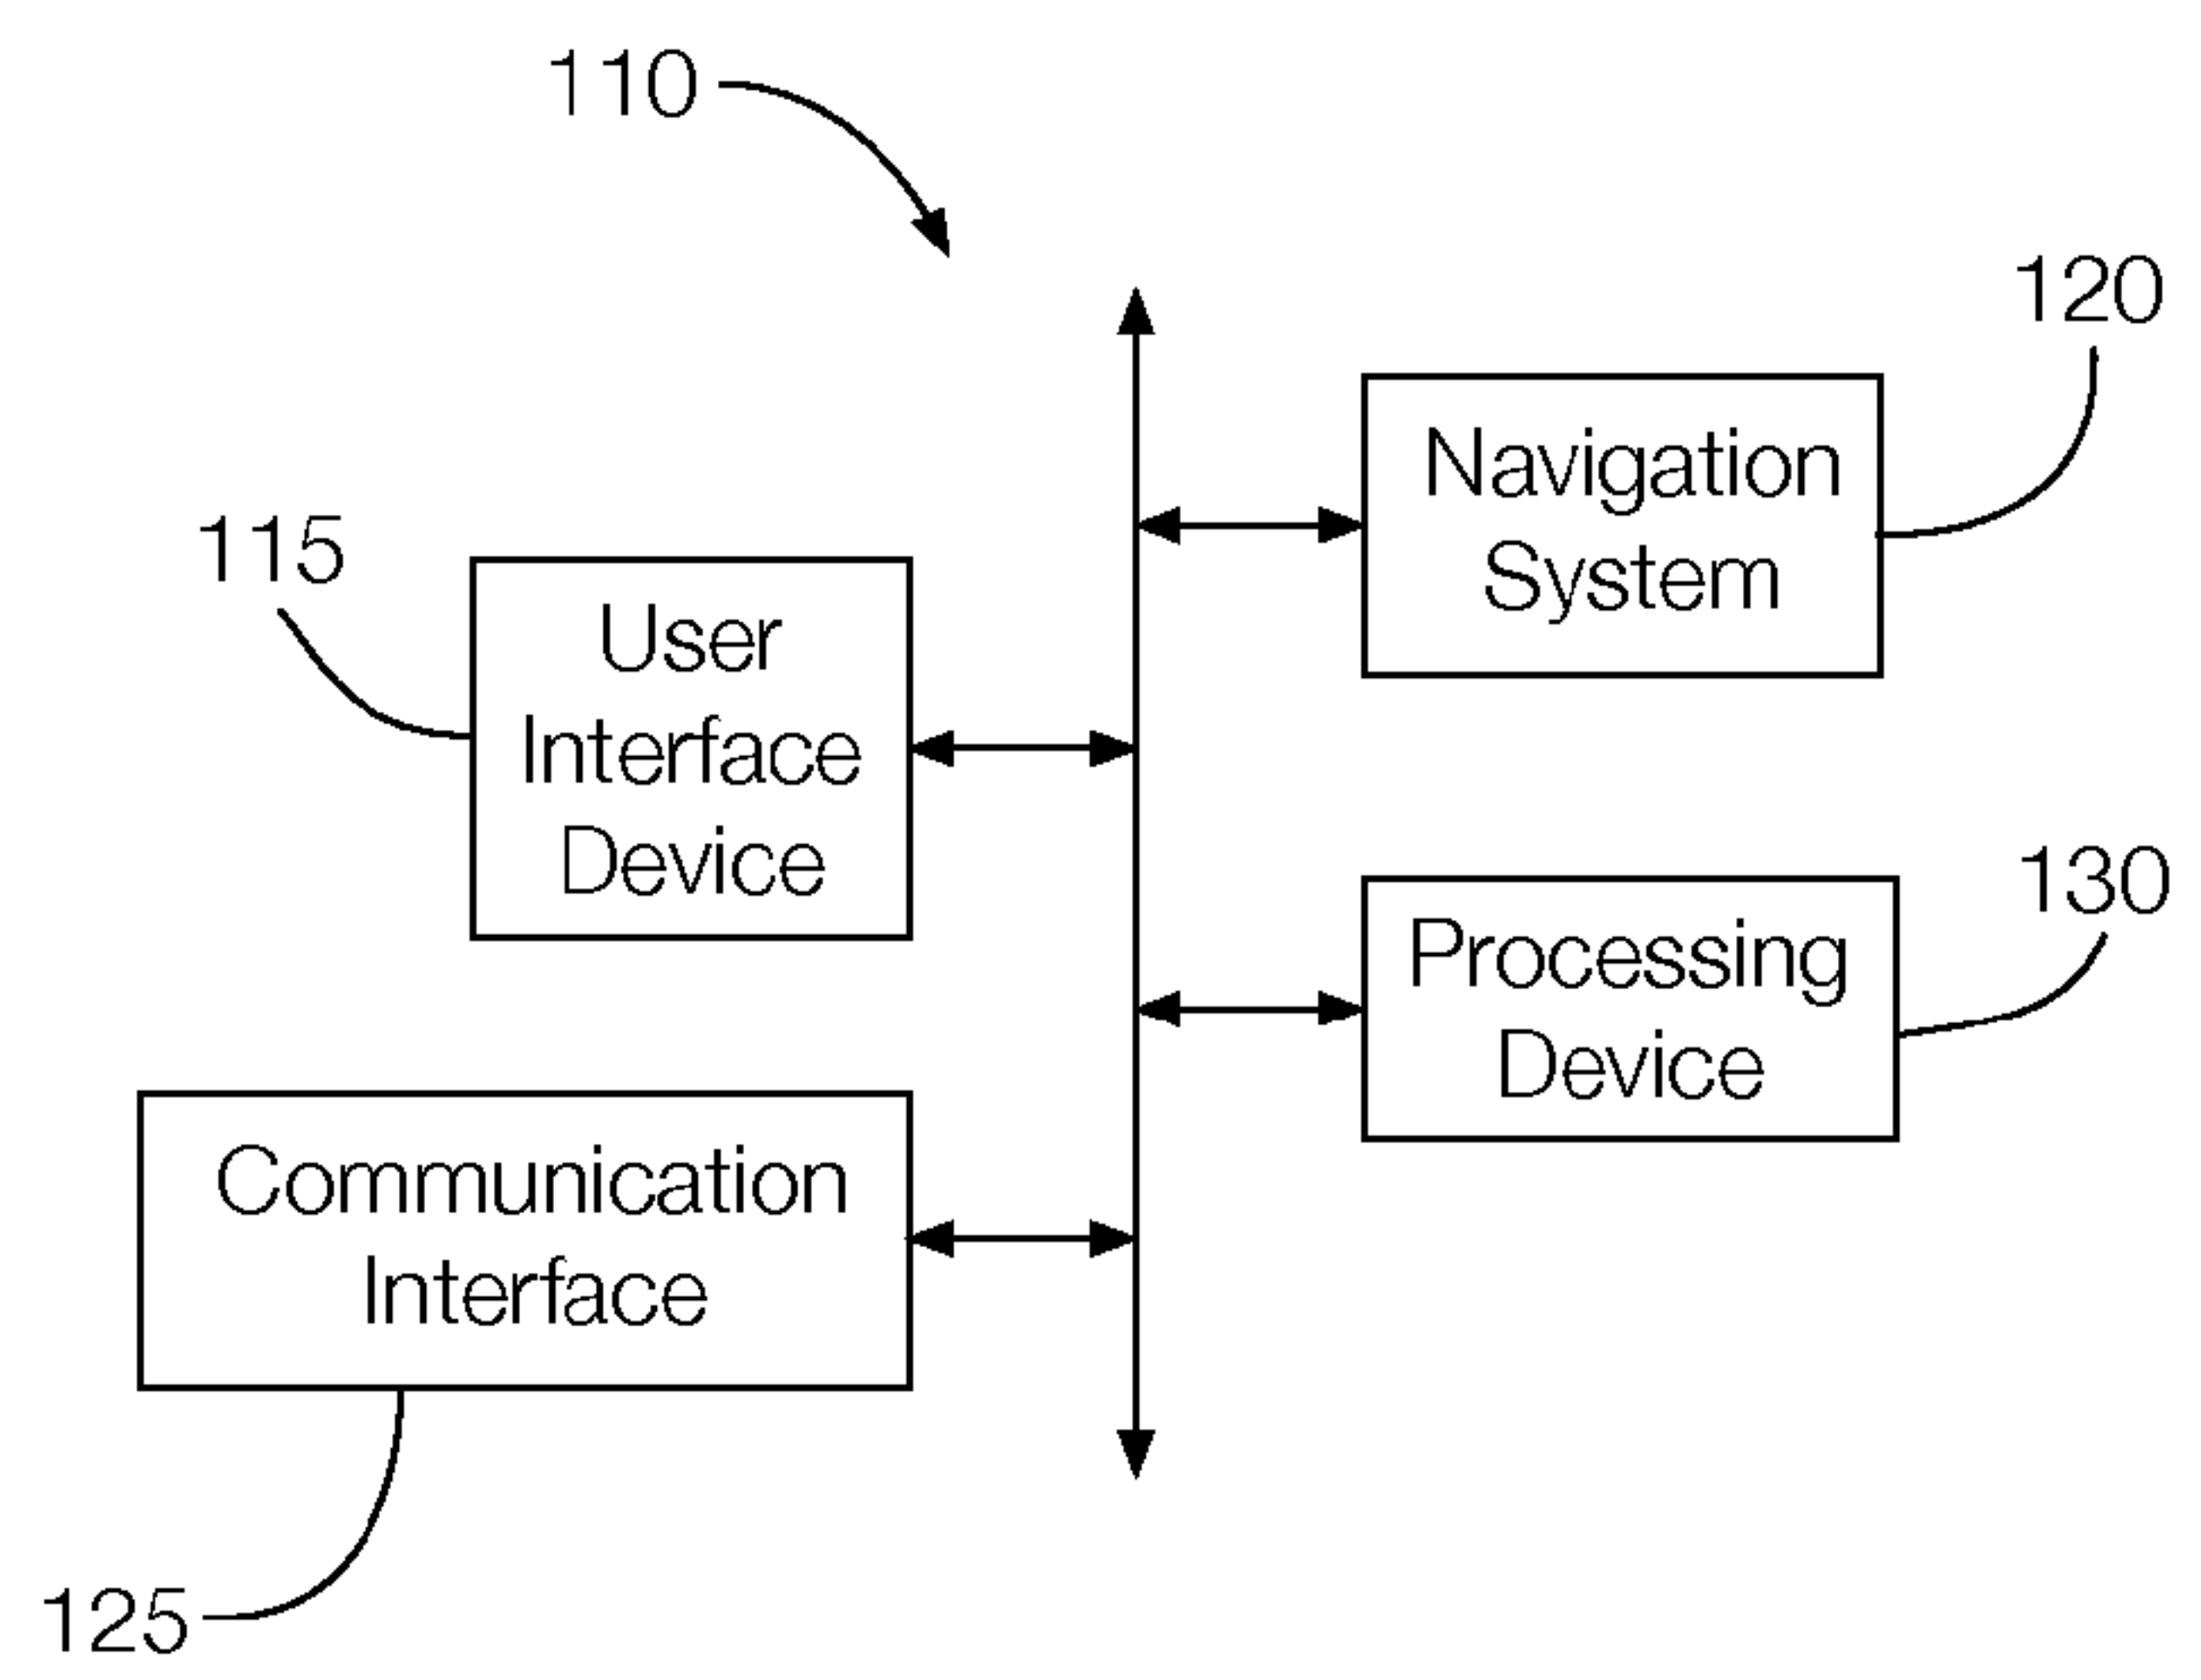 110
120
Navigation
System
115
User
Interface
Device
130
Processing
Device
Communication
Interface
125